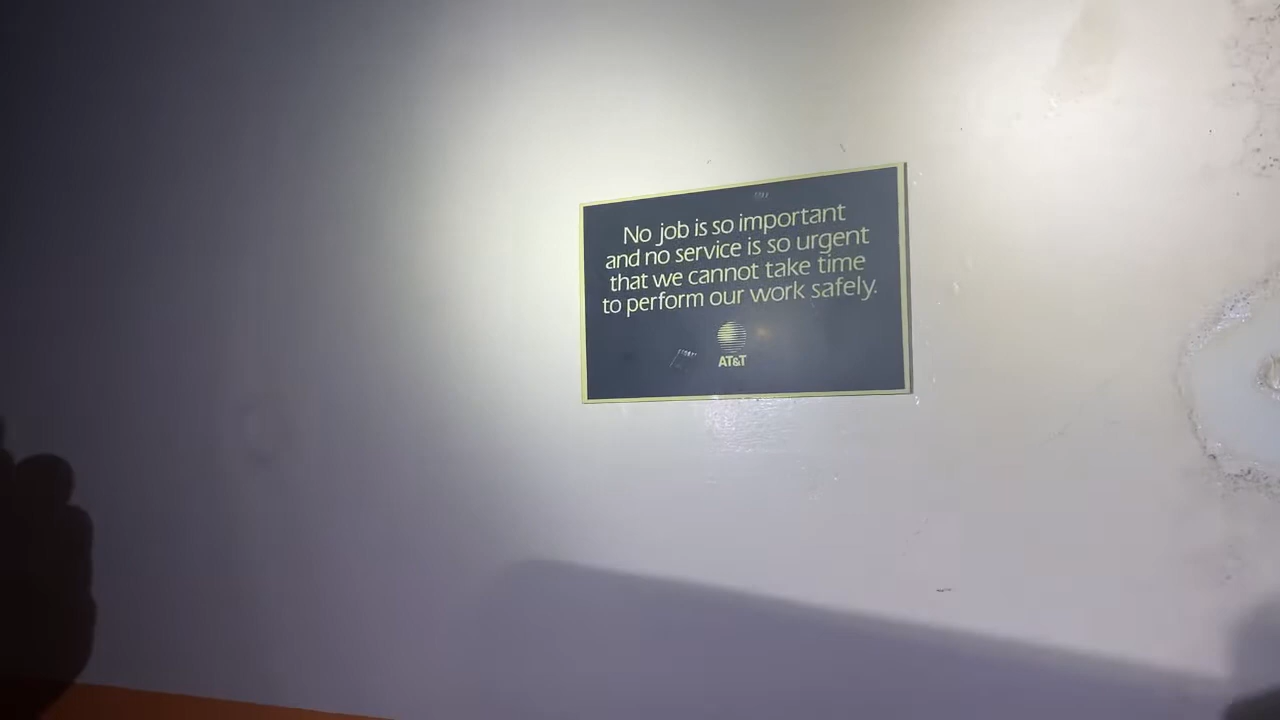 No job is so important
and no service is so urgent
that we cannot take time
to perform our work safely.
AT&T